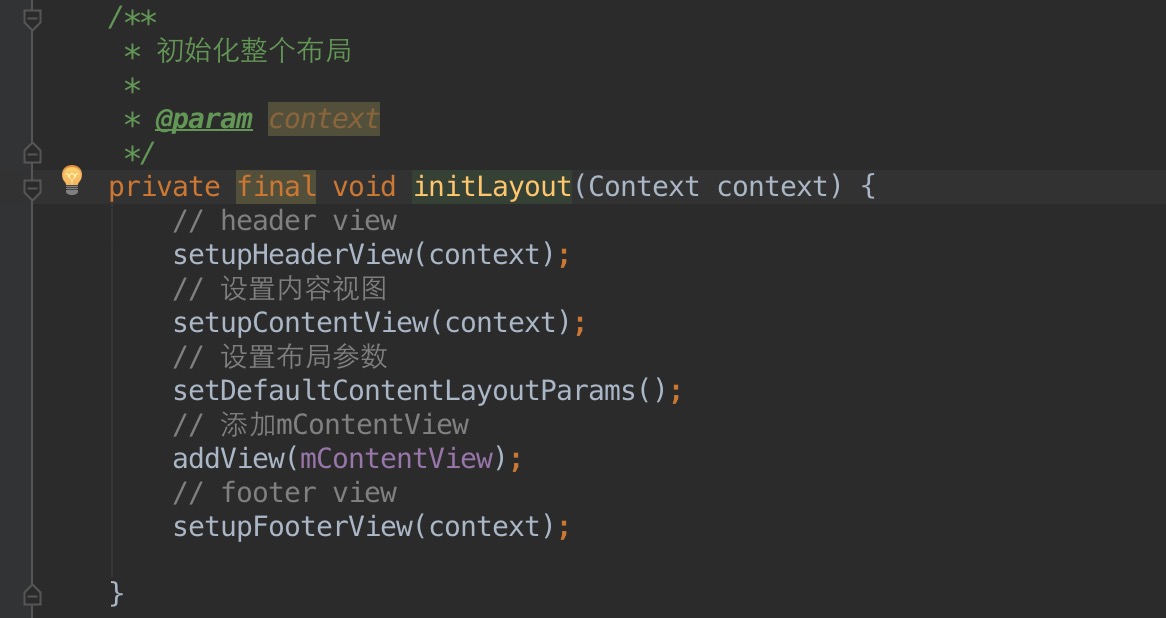 /**
* 初始化整个布局
*
* @param context
*/
private final void initLayout(Context context) {
// header view
setupHeaderView(context);
// 设置内容视图
setupContentView(context);
// 设置布局参数
setDefaultContentLayoutParams();
// 添加mContentView
addView(mContentView);
// footer view
setupFooterView(context);
}